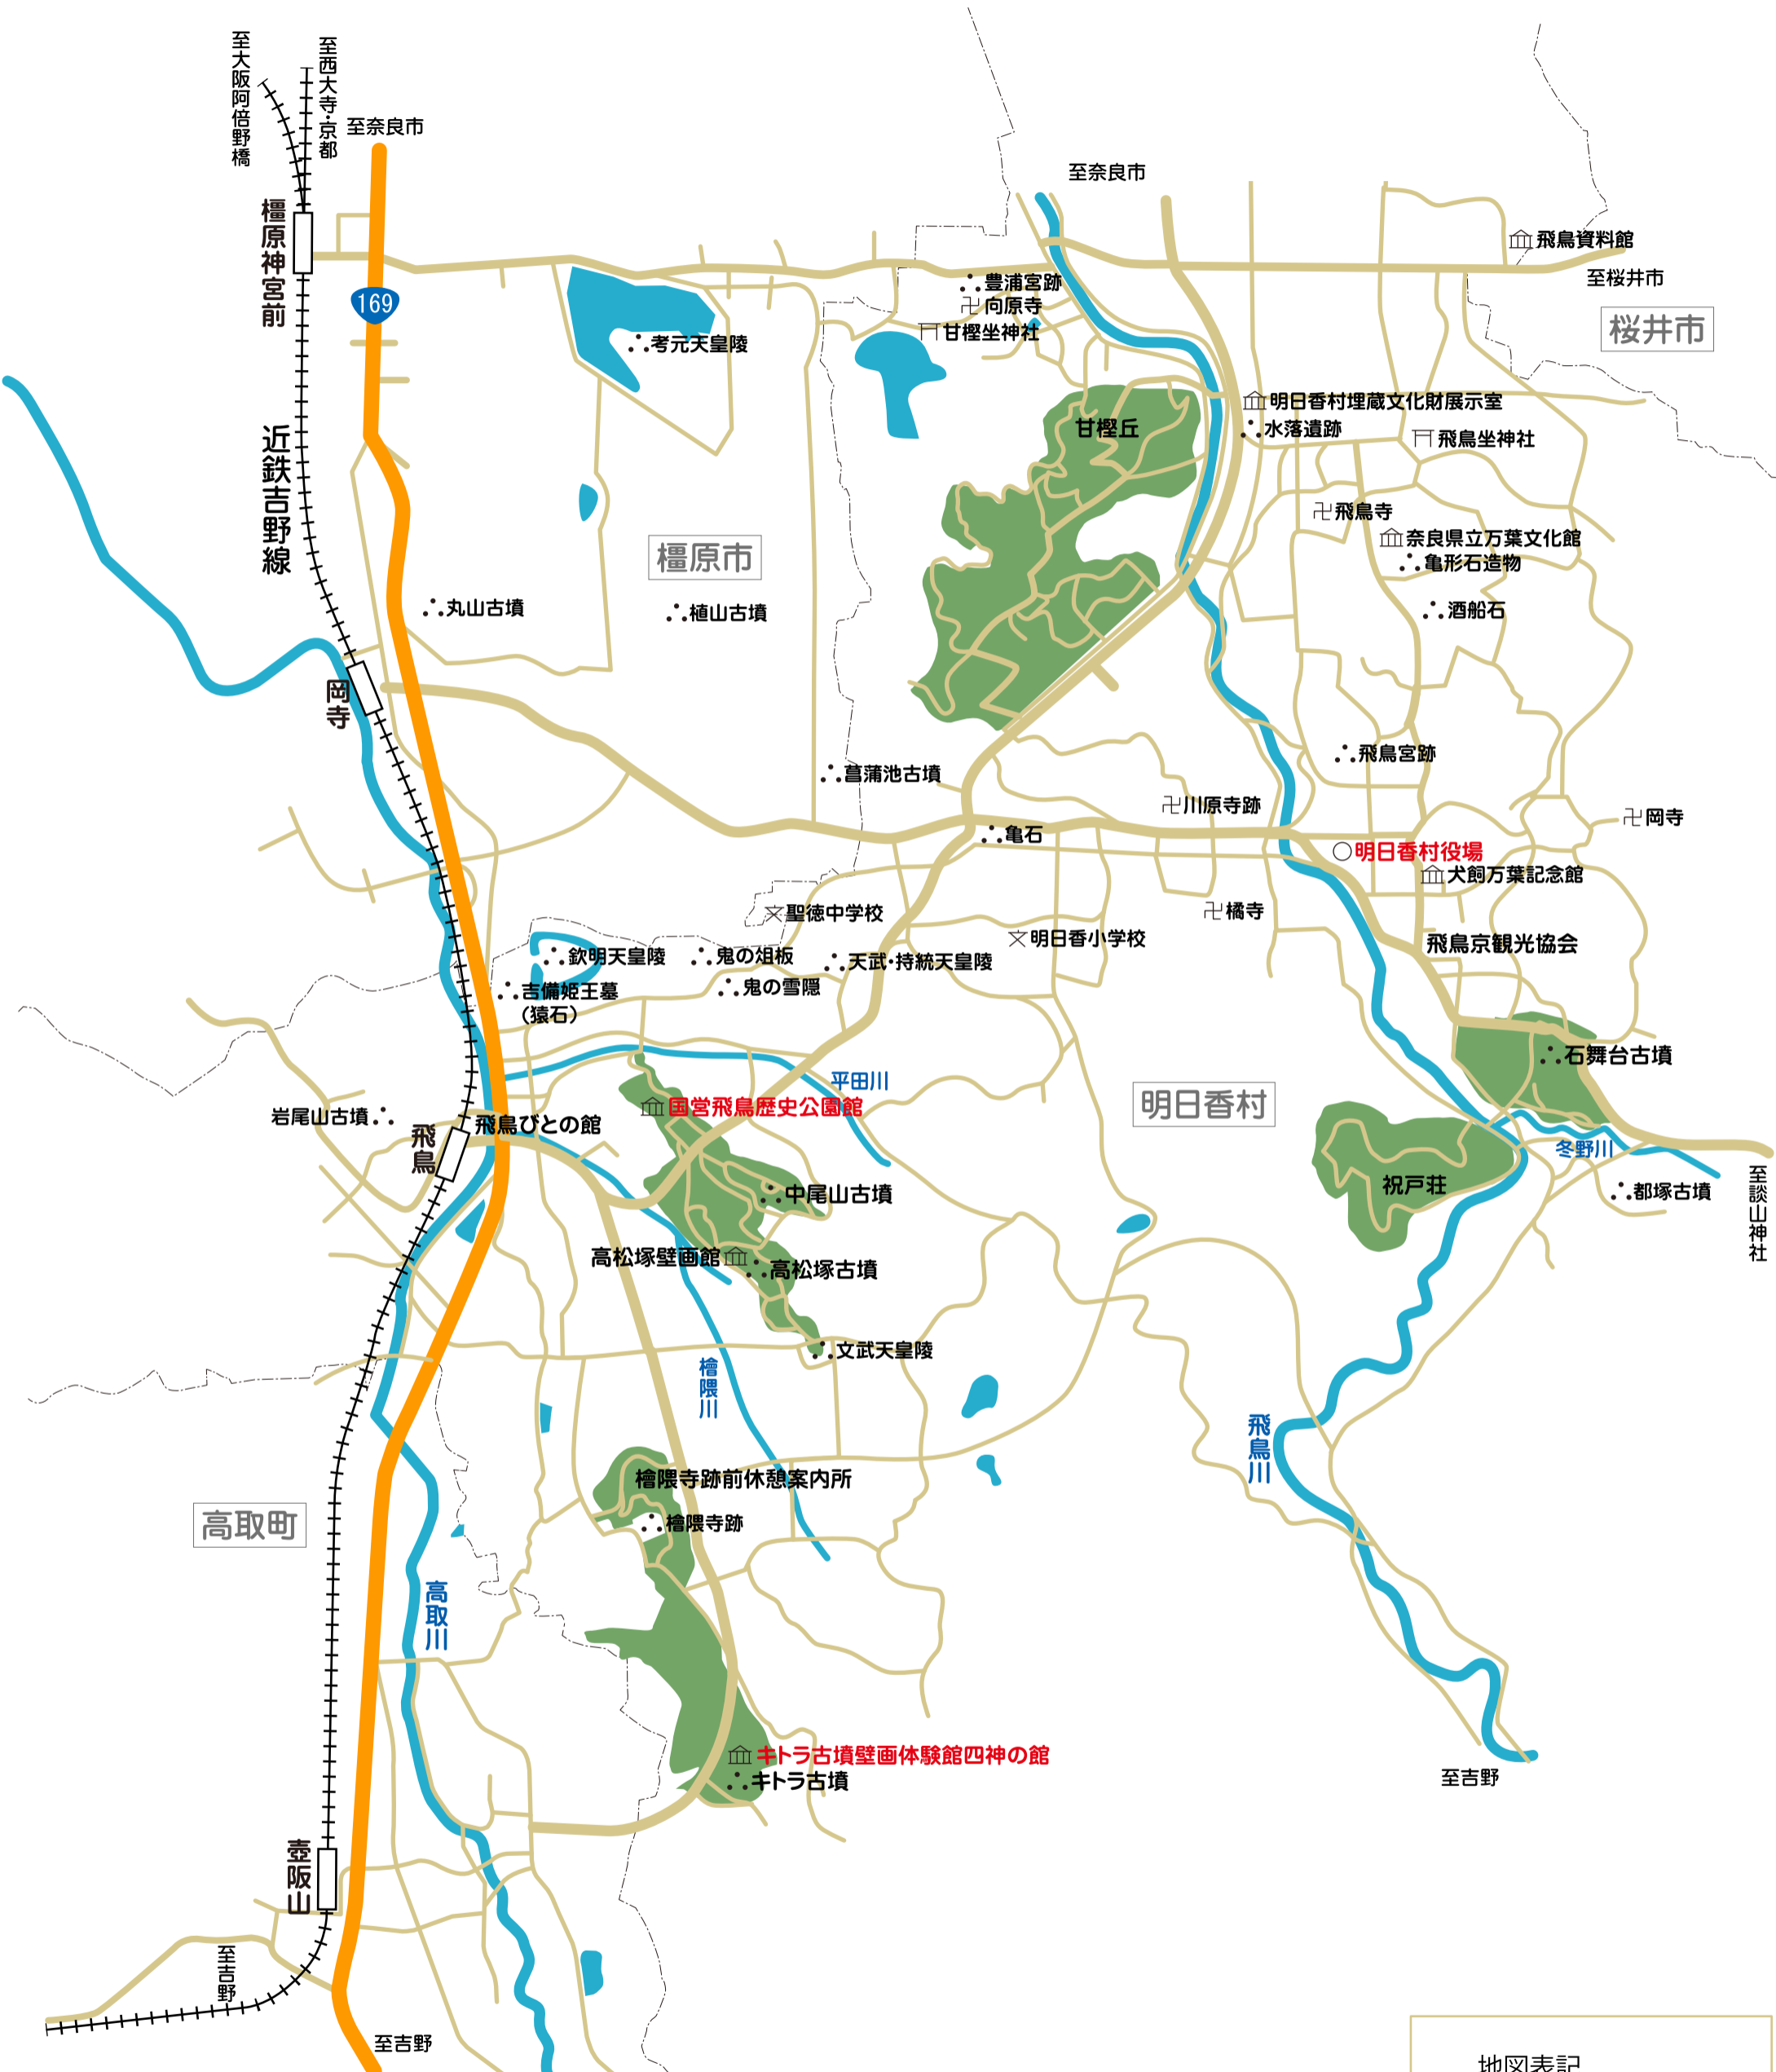 至大阪阿倍野橋
至西大寺・京都
至奈良市
至奈良市
橿原神宮前
169
飛鳥資料館
至桜井市
桜井市
豊浦宮跡
向原寺
甘樫坐神社
考元天皇陵
明日香村埋蔵文化財展示室
水落遺跡
飛鳥坐神社
甘樫丘
近鉄吉野線
飛鳥寺
奈良県立万葉文化館
亀形石造物
橿原市
丸山古墳
植山古墳
酒船石
岡寺
飛鳥宮跡
菖蒲池古墳
川原寺跡
岡寺
亀石
明日香村役場
犬飼万葉記念館
聖徳中学校
橘寺
明日香小学校
飛鳥京観光協会
欽明天皇陵
鬼の俎板
天武・持統天皇陵
吉備姫王墓
（猿石）
鬼の雪隠
石舞台古墳
平田川
国営飛鳥歴史公園館
明日香村
岩尾山古墳
飛鳥びとの館
飛鳥
冬野川
祝戸荘
都塚古墳
至談山神社
中尾山古墳
高松塚壁画館
高松塚古墳
文武天皇陵
檜隈川
飛鳥川
檜隈寺跡前休憩案内所
檜隈寺跡
高取町
高取川
キトラ古墳壁画体験館四神の館
キトラ古墳
至吉野
壺阪山
至吉野
至吉野
地図表記